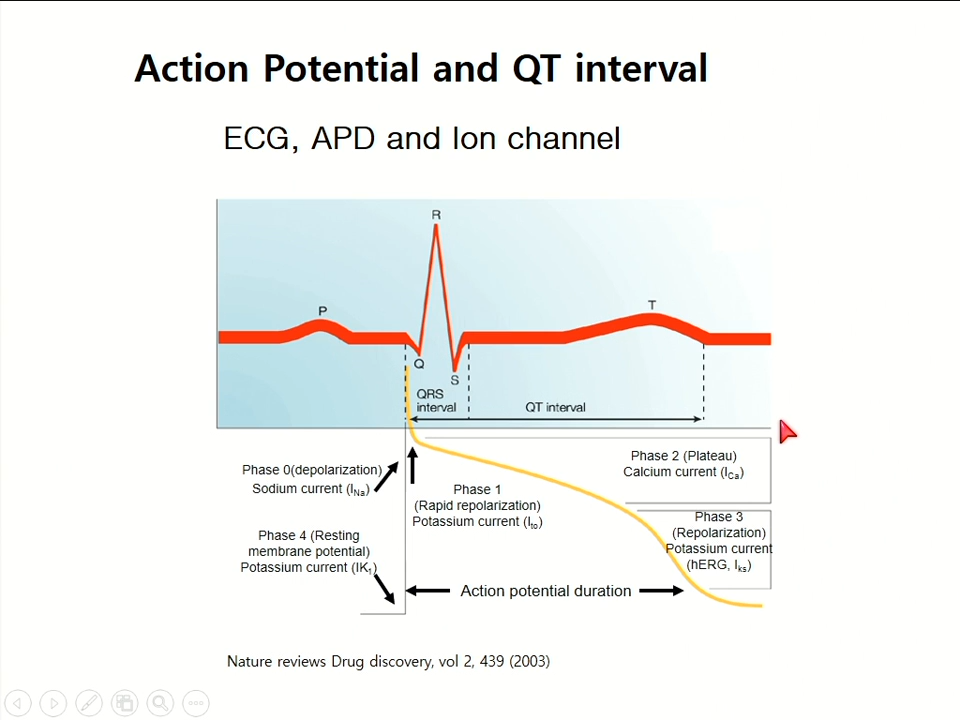 Action Potential and QT interval
ECG, APD and Ion channel
R
P
T
Q
S
QRS
interval
QT interval
Phase 0(depolarization)
Sodium current (INa)
Phase 1
(Rapid repolarization)
Potassium current (Ito)
Phase 2 (Plateau)
Calcium current (ICa)
Phase 3
(Repolarization)
Potassium current
(hERG, Iks)
Phase 4 (Resting
membrane potential)
Potassium current (IK1)
Action potential duration
Nature reviews Drug discovery, vol 2, 439 (2003)